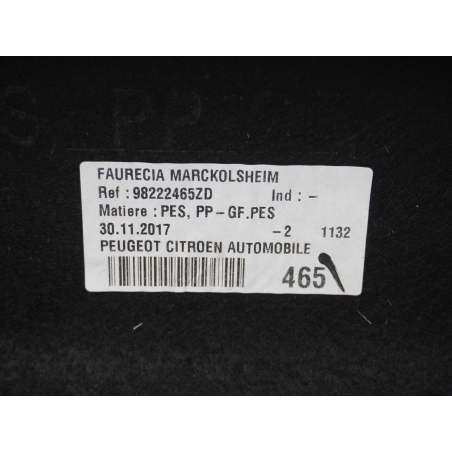 S, PP
FAURECIA MARCKOLSHEIM
Ref : 98222465ZD Ind : -
Matiere : PES, PP-GF.PES
30.11.2017 -2 1132
PEUGEOT CITROEN AUTOMOBILE
465